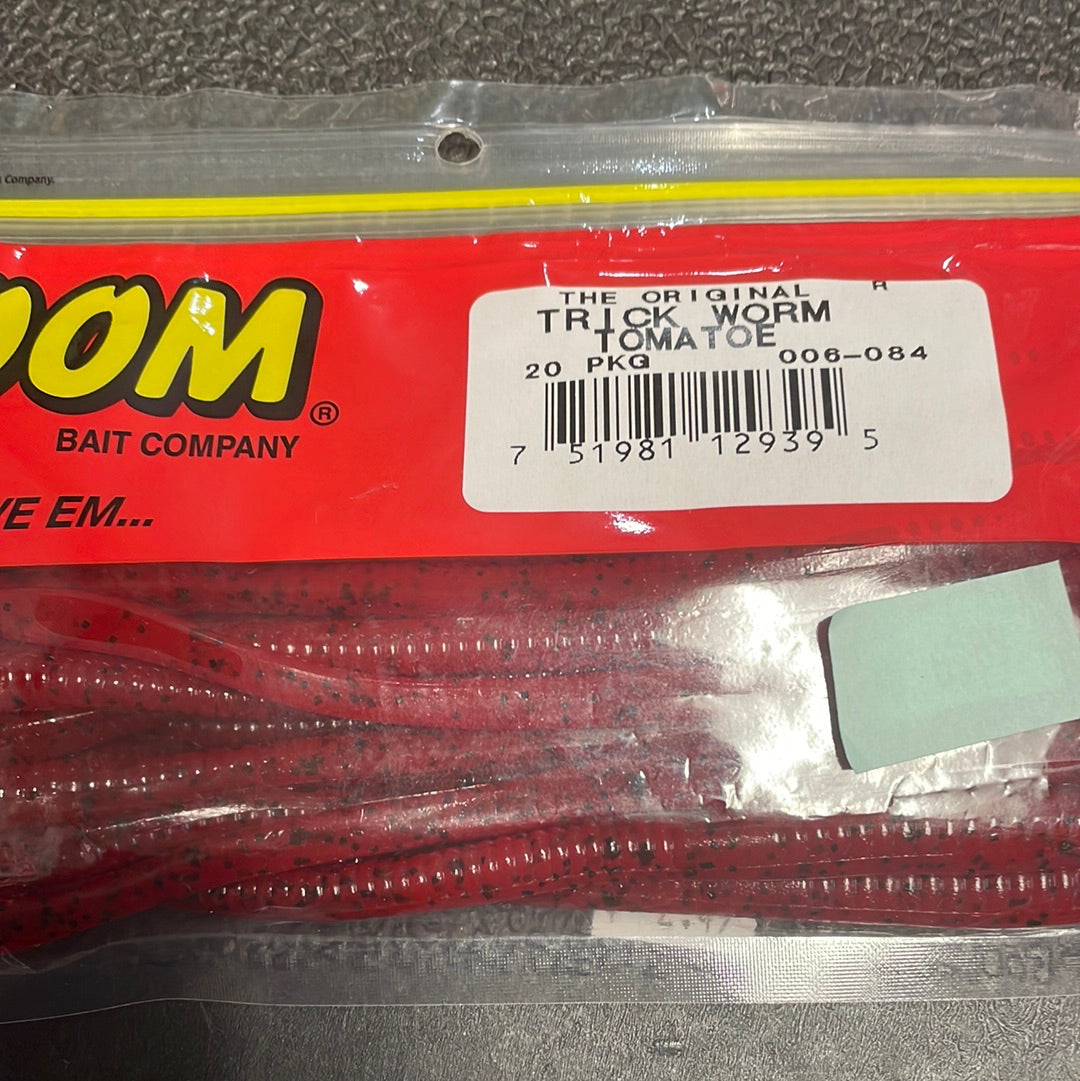 Company.
OOM®
BAIT COMPANY
VE EM...
THE ORIGINAL R
TRICK WORM
TOMATOE
20 PKG 006-084
7 51981 12939 5